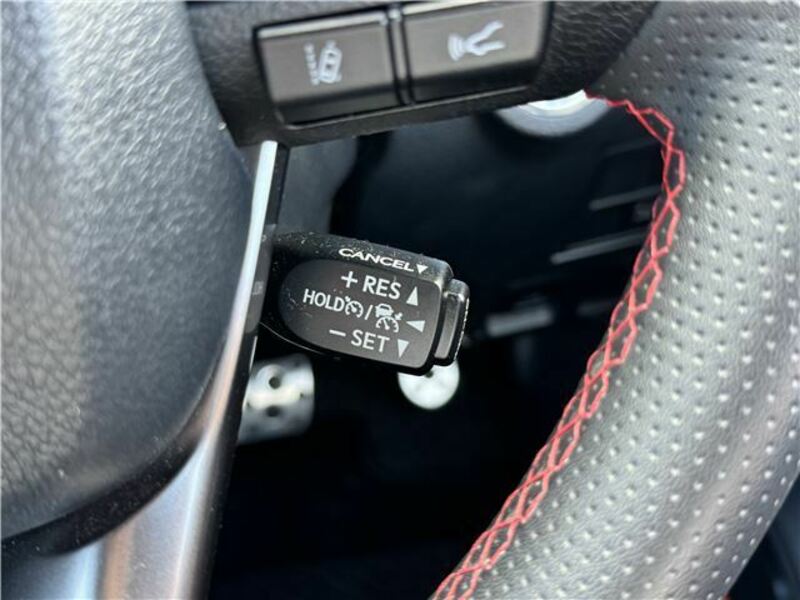 CANCEL▼
+ RES ▲
HOLD / ◀
− SET ▼